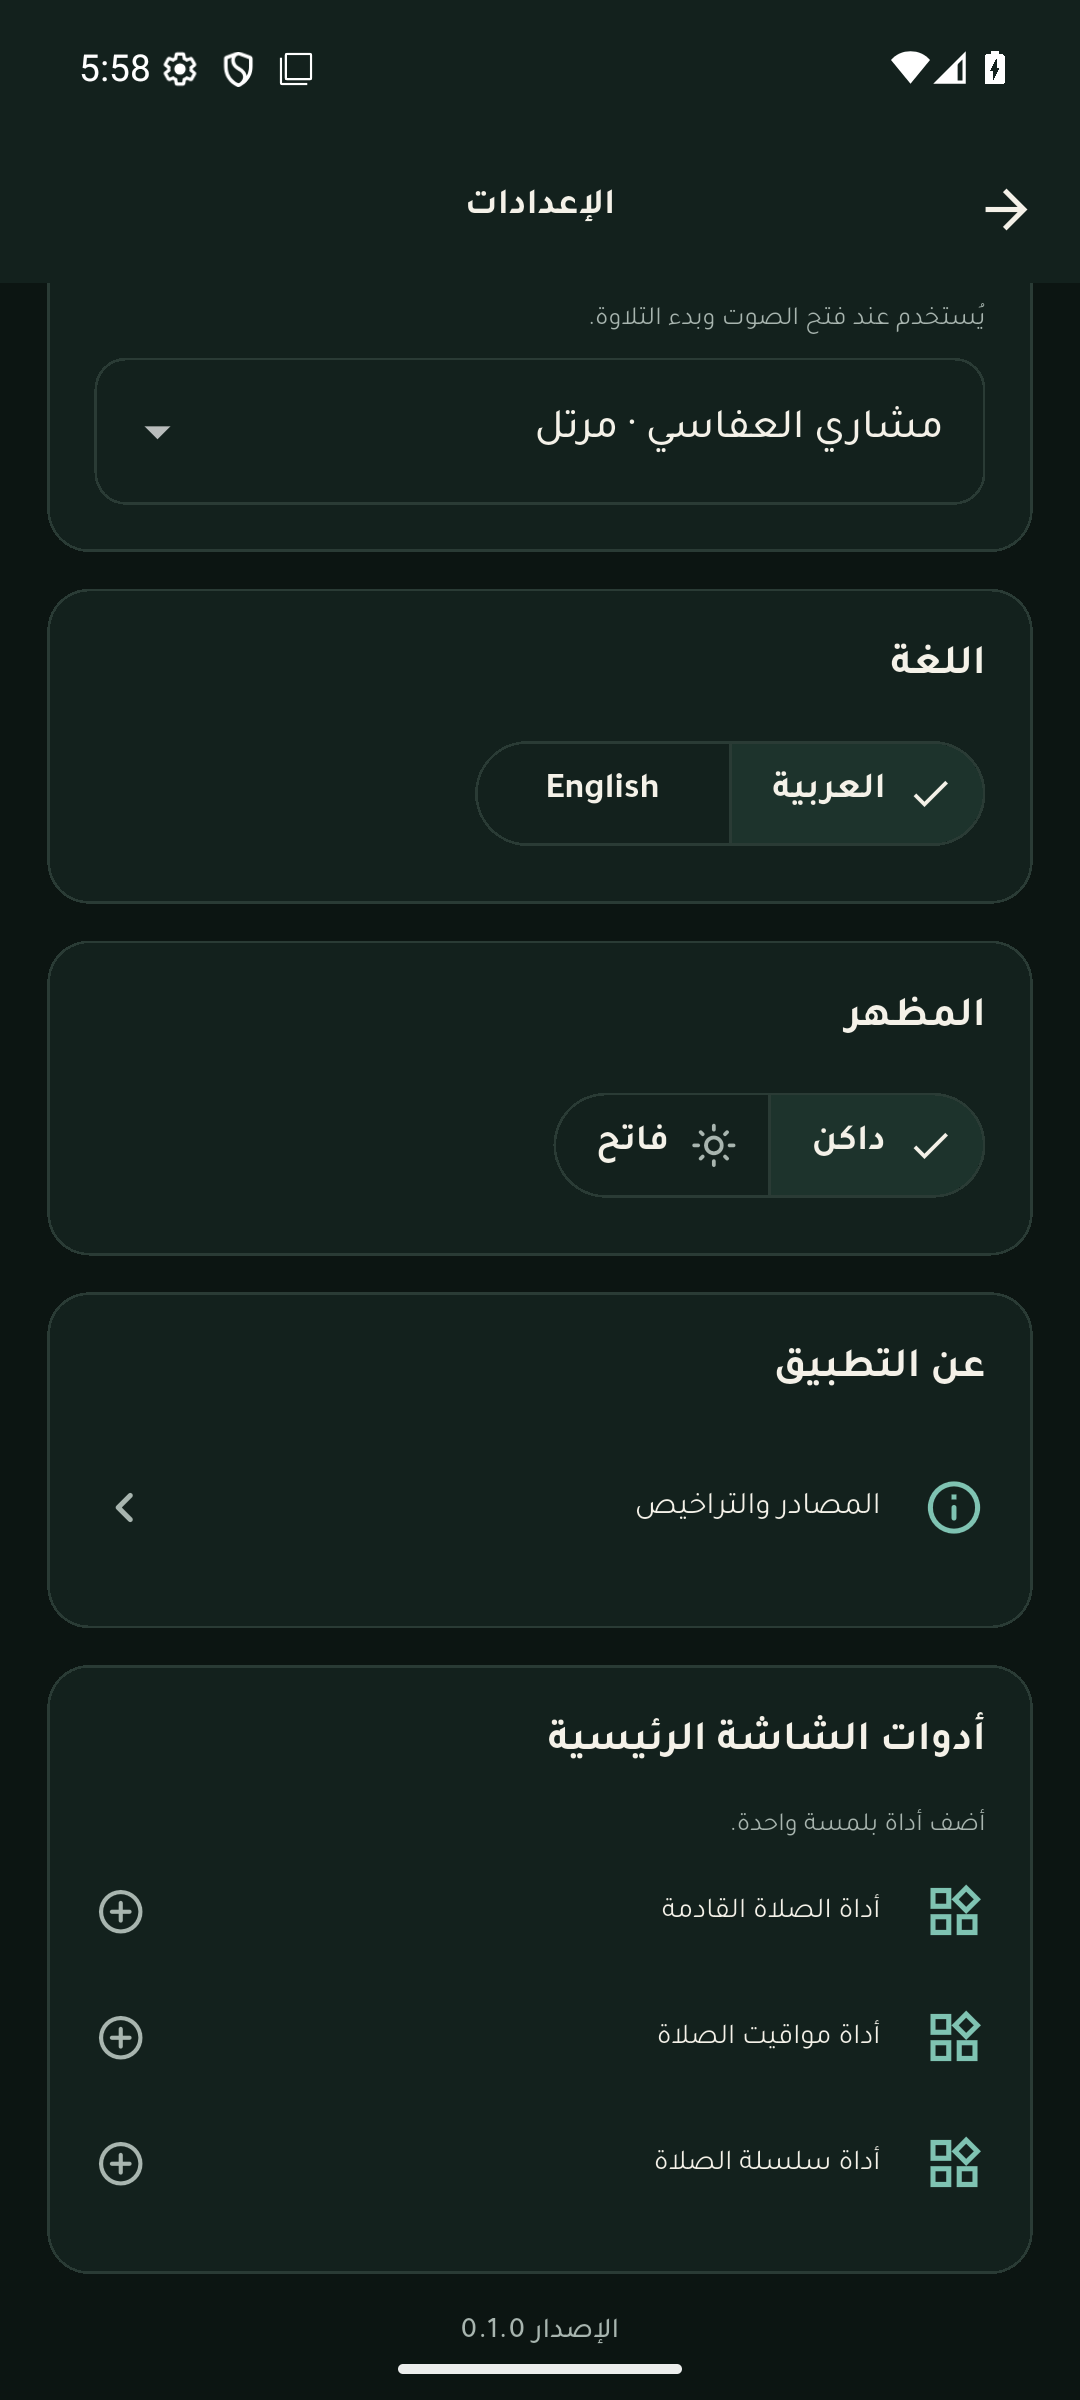 5:58
الإعدادات
يُستخدم عند فتح الصوت وبدء التلاوة.
مشاري العفاسي · مرتل
اللغة
العربية
English
المظهر
داكن
فاتح
عن التطبيق
المصادر والتراخيص
أدوات الشاشة الرئيسية
أضف أداة بلمسة واحدة.
أداة الصلاة القادمة
أداة مواقيت الصلاة
أداة سلسلة الصلاة
الإصدار 0.1.0